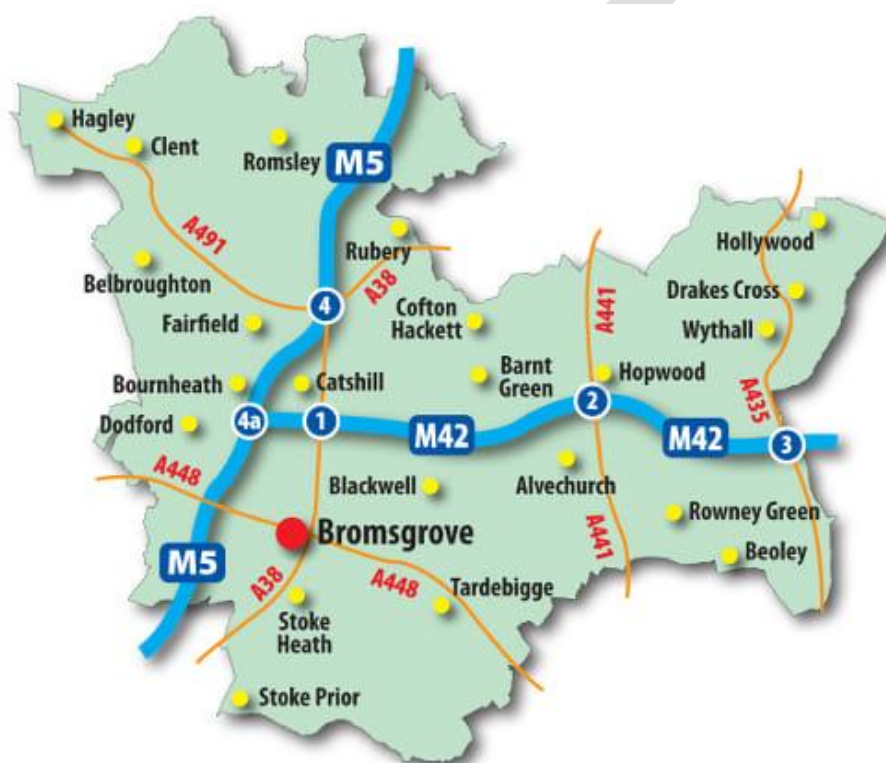 Hagley
Clent
Romsley
M5
A491
Rubery
Hollywood
Belbroughton
4
A38
A441
Drakes Cross
Fairfield
Cofton
Hackett
Wythall
Bournheath
Catshill
Barnt
Green
Hopwood
A435
Dodford
4a
1
M42
2
M42
3
A448
Blackwell
Alvechurch
Rowney Green
Bromsgrove
A441
Beoley
M5
A38
A448
Tardebigge
Stoke
Heath
Stoke Prior